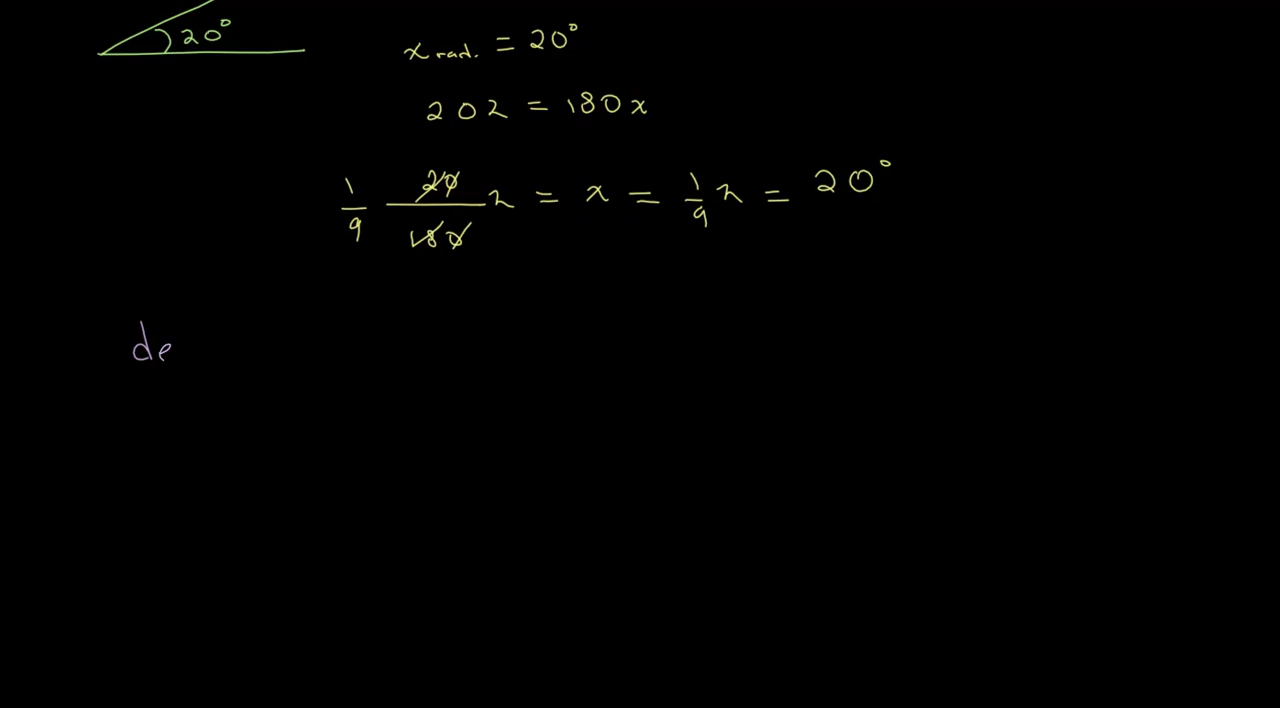 20°
x rad. = 20°
20π = 180x
1/9 20/180 π = x = 1/9 π = 20°
de